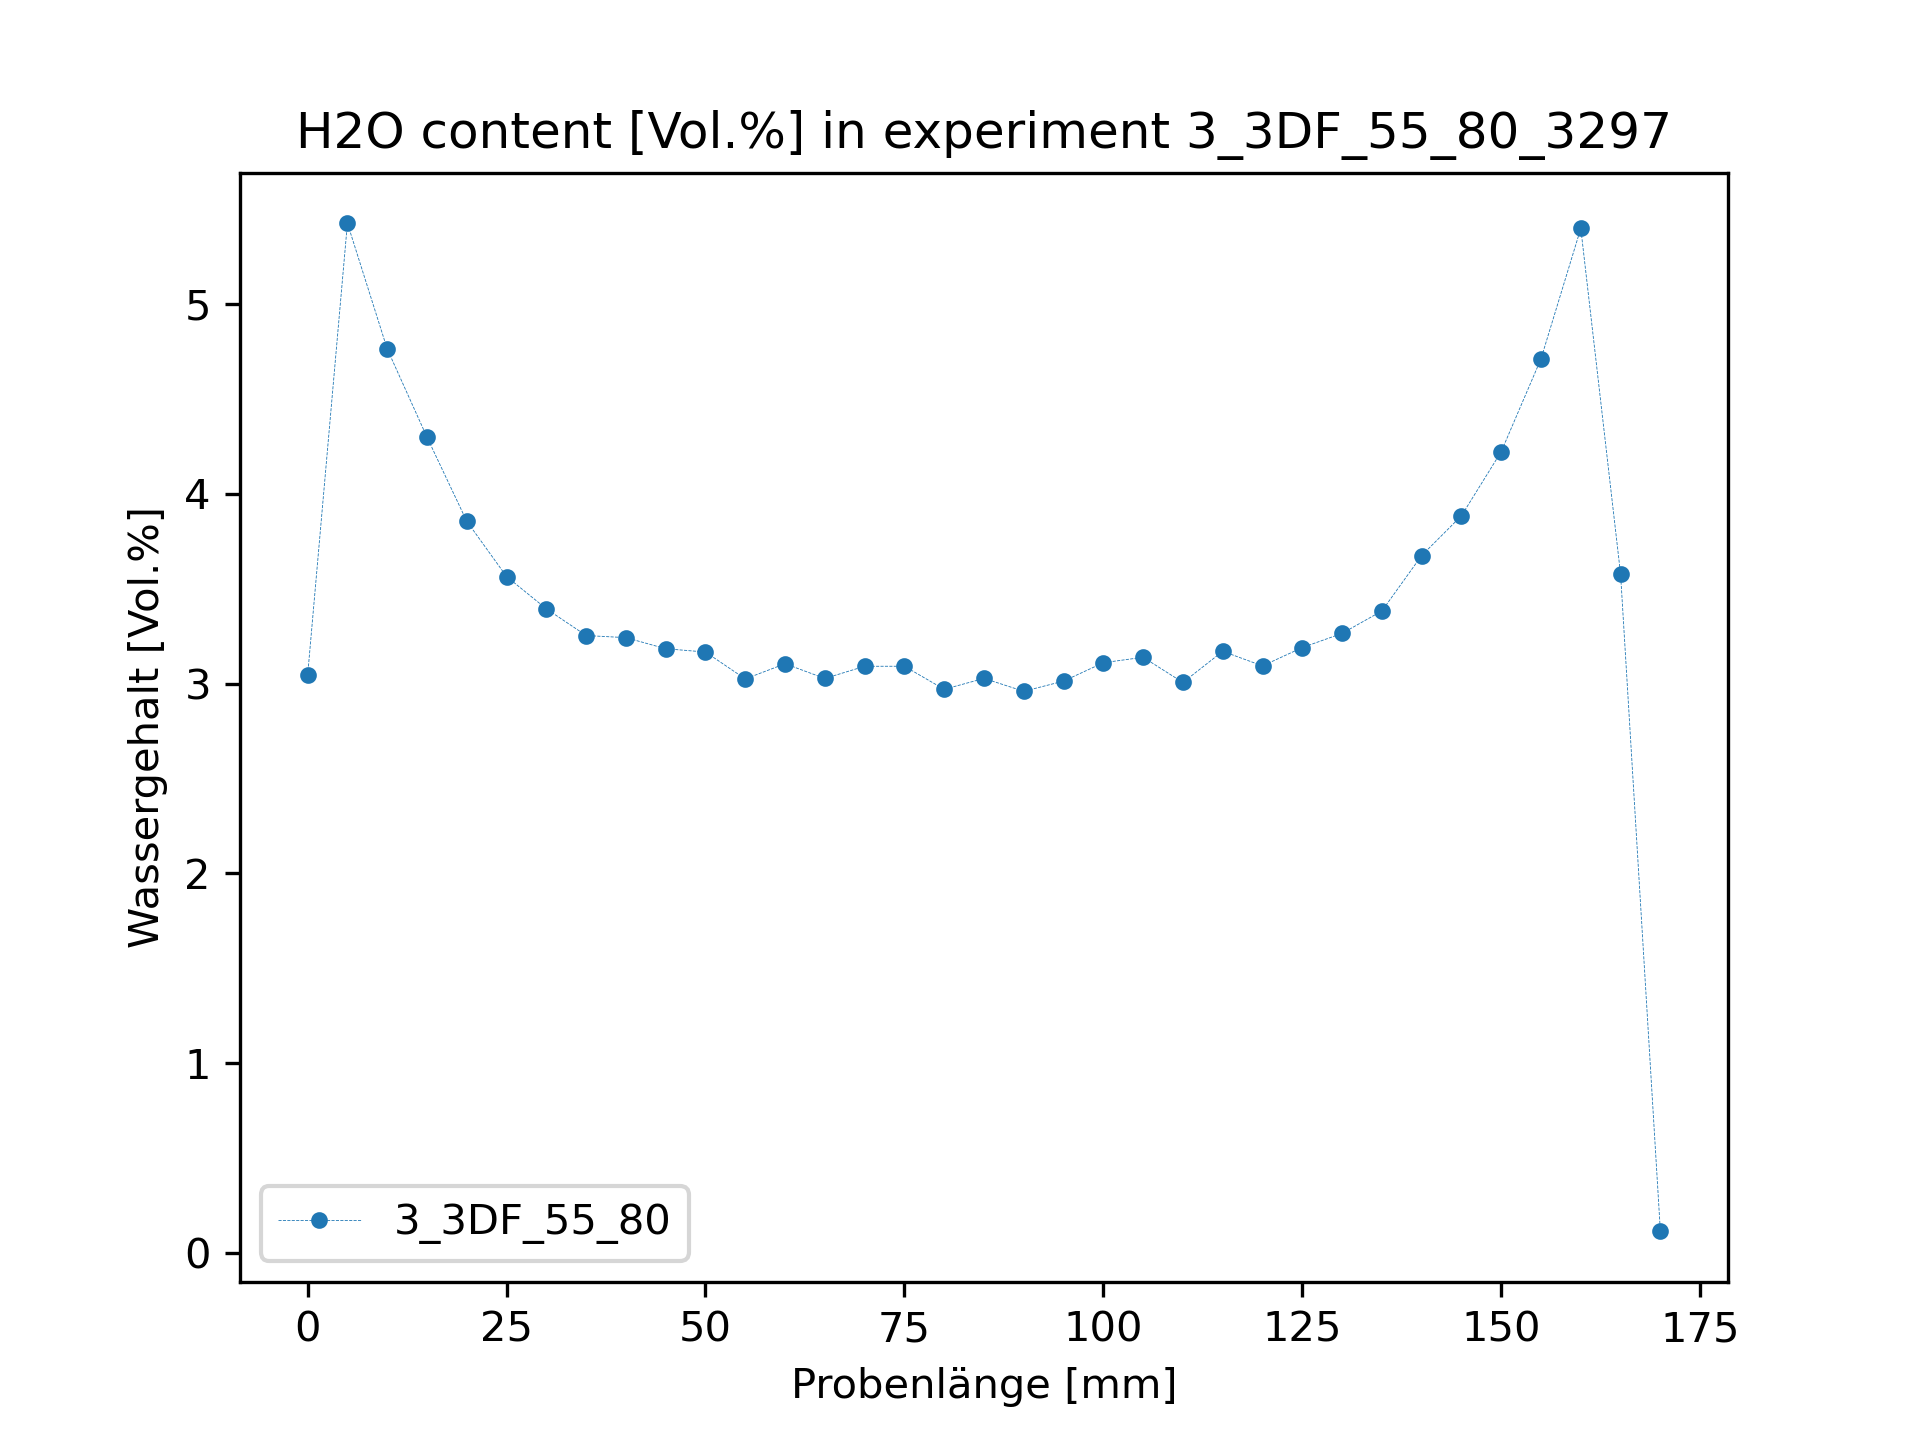 H2O content [Vol.%] in experiment 3_3DF_55_80_3297
Wassergehalt [Vol.%]
5
4
3
2
1
0
3_3DF_55_80
0 25 50 75 100 125 150 175
Probenlänge [mm]